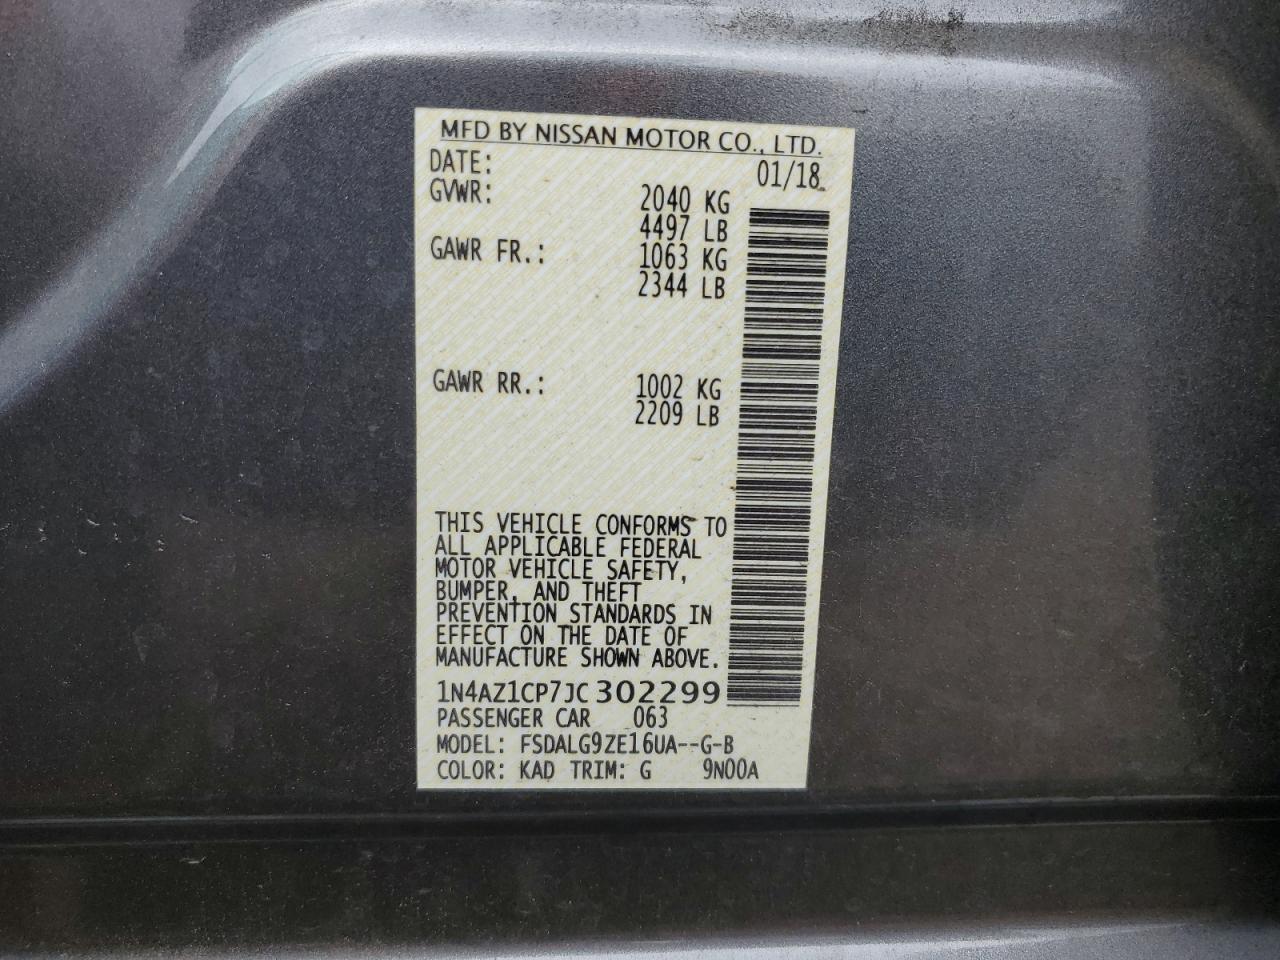 MFD BY NISSAN MOTOR CO., LTD.
DATE: 01/18
GVWR: 2040 KG
4497 LB
GAWR FR.: 1063 KG
2344 LB
GAWR RR.: 1002 KG
2209 LB
THIS VEHICLE CONFORMS TO
ALL APPLICABLE FEDERAL
MOTOR VEHICLE SAFETY,
BUMPER, AND THEFT
PREVENTION STANDARDS IN
EFFECT ON THE DATE OF
MANUFACTURE SHOWN ABOVE.
1N4AZ1CP7JC302299
PASSENGER CAR 063
MODEL: FSDALG9ZE16UA--G-B
COLOR: KAD TRIM: G 9N00A